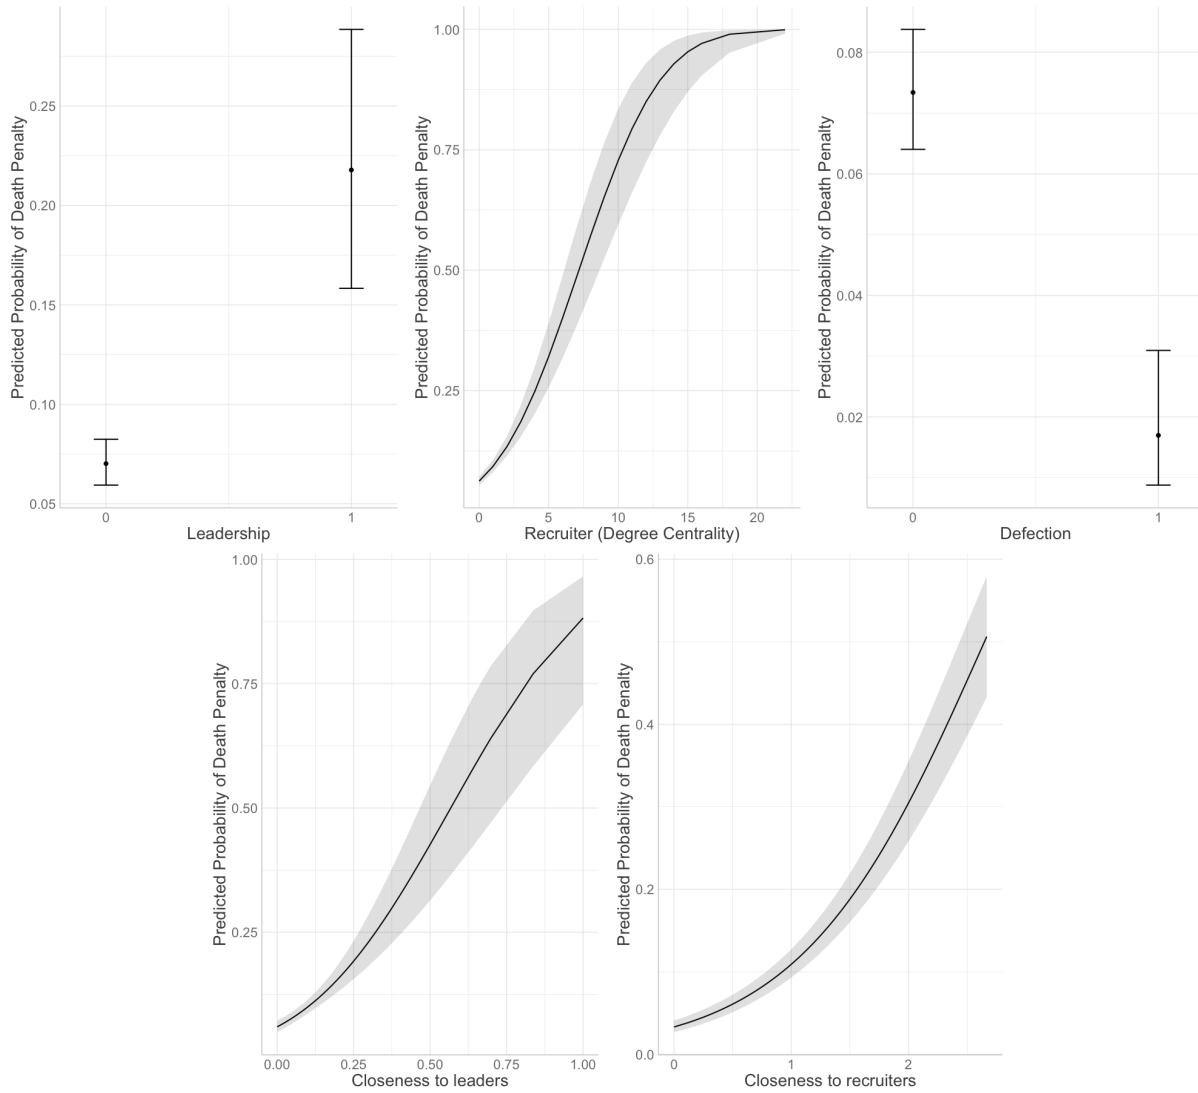 Predicted Probability of Death Penalty
0.25
0.20
0.15
0.10
0.05
0 1
Leadership
Predicted Probability of Death Penalty
1.00
0.75
0.50
0.25
0 5 10 15 20
Recruiter (Degree Centrality)
Predicted Probability of Death Penalty
0.08
0.06
0.04
0.02
0 1
Defection
Predicted Probability of Death Penalty
1.00
0.75
0.50
0.25
0.00 0.25 0.50 0.75 1.00
Closeness to leaders
Predicted Probability of Death Penalty
0.6
0.4
0.2
0.0
0 1 2
Closeness to recruiters